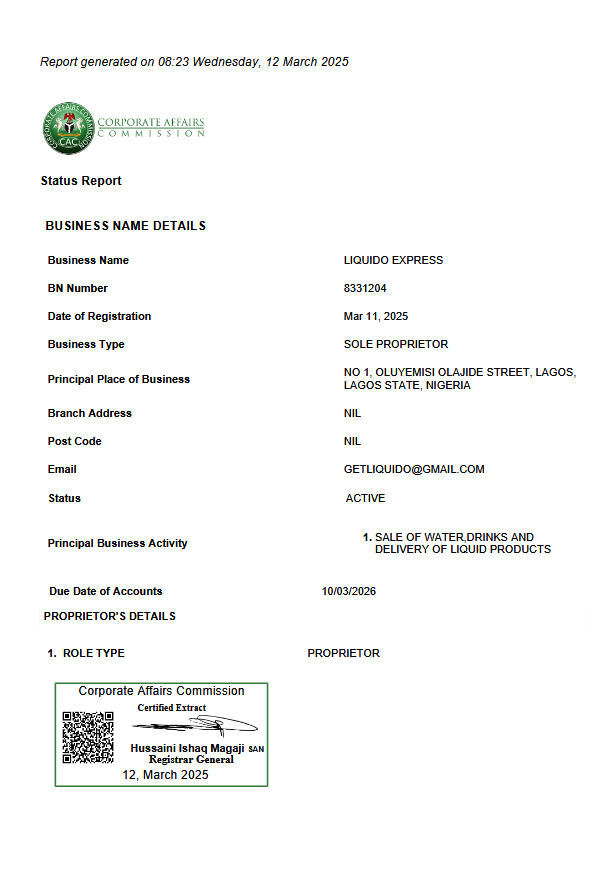 Report generated on 08:23 Wednesday, 12 March 2025
CORPORATE AFFAIRS COMMISSION
CAC
CORPORATE AFFAIRS
COMMISSION
Status Report
BUSINESS NAME DETAILS
Business Name LIQUIDO EXPRESS
BN Number 8331204
Date of Registration Mar 11, 2025
Business Type SOLE PROPRIETOR
Principal Place of Business NO 1, OLUYEMISI OLAJIDE STREET, LAGOS,
LAGOS STATE, NIGERIA
Branch Address NIL
Post Code NIL
Email GETLIQUIDO@GMAIL.COM
Status ACTIVE
Principal Business Activity 1. SALE OF WATER,DRINKS AND
DELIVERY OF LIQUID PRODUCTS
Due Date of Accounts 10/03/2026
PROPRIETOR'S DETAILS
1. ROLE TYPE PROPRIETOR
Corporate Affairs Commission
Certified Extract
Hussaini Ishaq Magaji SAN
Registrar General
12, March 2025